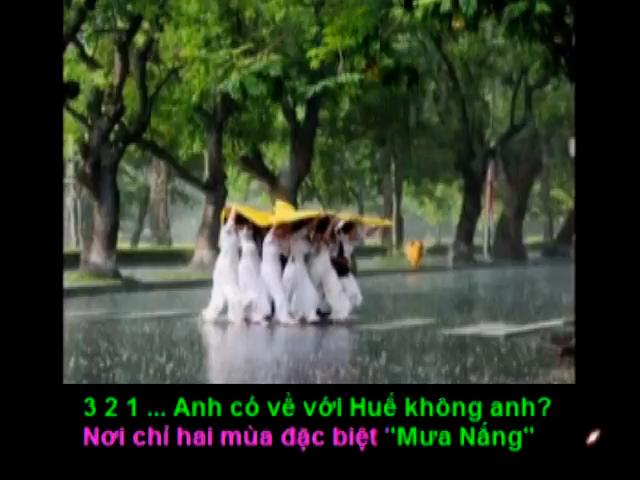 3 2 1 ... Anh có về với Huế không anh?
Nơi chỉ hai mùa đặc biệt "Mưa Nắng"